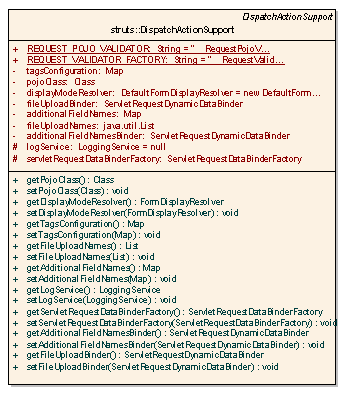 DispatchActionSupport
struts::DispatchActionSupport
+ REQUEST_POJO_VALIDATOR: String = "__RequestPojoV...
+ REQUEST_VALIDATOR_FACTORY: String = "__RequestValid...
- tagsConfiguration: Map
- pojoClass: Class
- displayModeResolver: DefaultFormDisplayResolver = new DefaultForm...
- fileUploadBinder: ServletRequestDynamicDataBinder
- additionalFieldNames: Map
- fileUploadNames: java.util.List
- additionalFieldNamesBinder: ServletRequestDynamicDataBinder
# logService: LoggingService = null
# servletRequestDataBinderFactory: ServletRequestDataBinderFactory
+ getPojoClass() : Class
+ setPojoClass(Class) : void
+ getDisplayModeResolver() : FormDisplayResolver
+ setDisplayModeResolver(FormDisplayResolver) : void
+ getTagsConfiguration() : Map
+ setTagsConfiguration(Map) : void
+ getFileUploadNames() : List
+ setFileUploadNames(List) : void
+ getAdditionalFieldNames() : Map
+ setAdditionalFieldNames(Map) : void
+ getLogService() : LoggingService
+ setLogService(LoggingService) : void
+ getServletRequestDataBinderFactory() : ServletRequestDataBinderFactory
+ setServletRequestDataBinderFactory(ServletRequestDataBinderFactory) : void
+ getAdditionalFieldNamesBinder() : ServletRequestDynamicDataBinder
+ setAdditionalFieldNamesBinder(ServletRequestDynamicDataBinder) : void
+ getFileUploadBinder() : ServletRequestDynamicDataBinder
+ setFileUploadBinder(ServletRequestDynamicDataBinder) : void